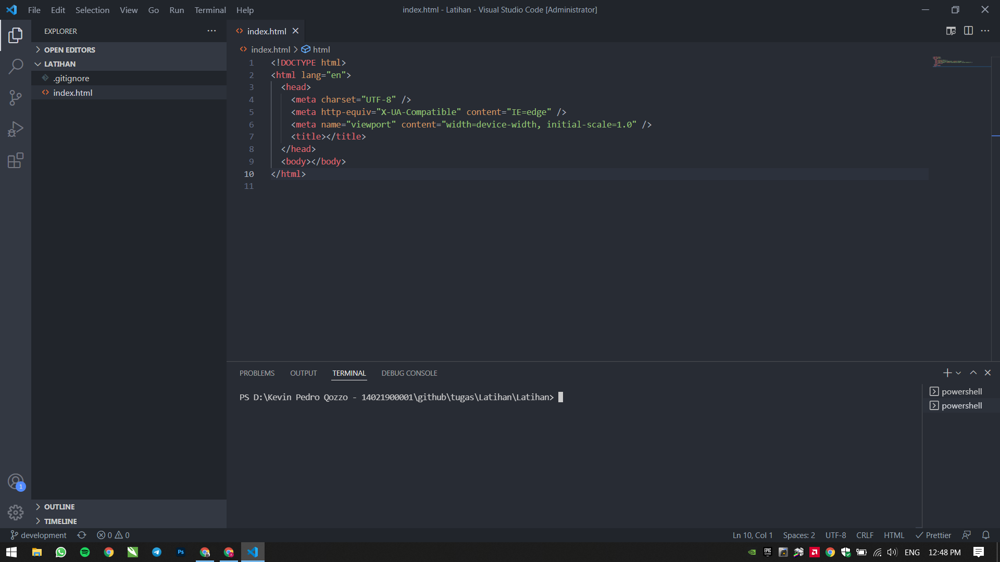 File Edit Selection View Go Run Terminal Help
index.html - Latihan - Visual Studio Code [Administrator]
EXPLORER
OPEN EDITORS
LATIHAN
.gitignore
index.html
index.html
index.html > html
1 <!DOCTYPE html>
2 <html lang="en">
3 <head>
4 <meta charset="UTF-8" />
5 <meta http-equiv="X-UA-Compatible" content="IE=edge" />
6 <meta name="viewport" content="width=device-width, initial-scale=1.0" />
7 <title></title>
8 </head>
9 <body></body>
10 </html>
11
PROBLEMS OUTPUT TERMINAL DEBUG CONSOLE
PS D:\Kevin Pedro Qozzo - 14021900001\github\tugas\Latihan\Latihan>
powershell
powershell
1
OUTLINE
TIMELINE
development 0 0
Ln 10, Col 1 Spaces: 2 UTF-8 CRLF HTML Prettier
Ps
EPIC GAMES
ENG 12:48 PM